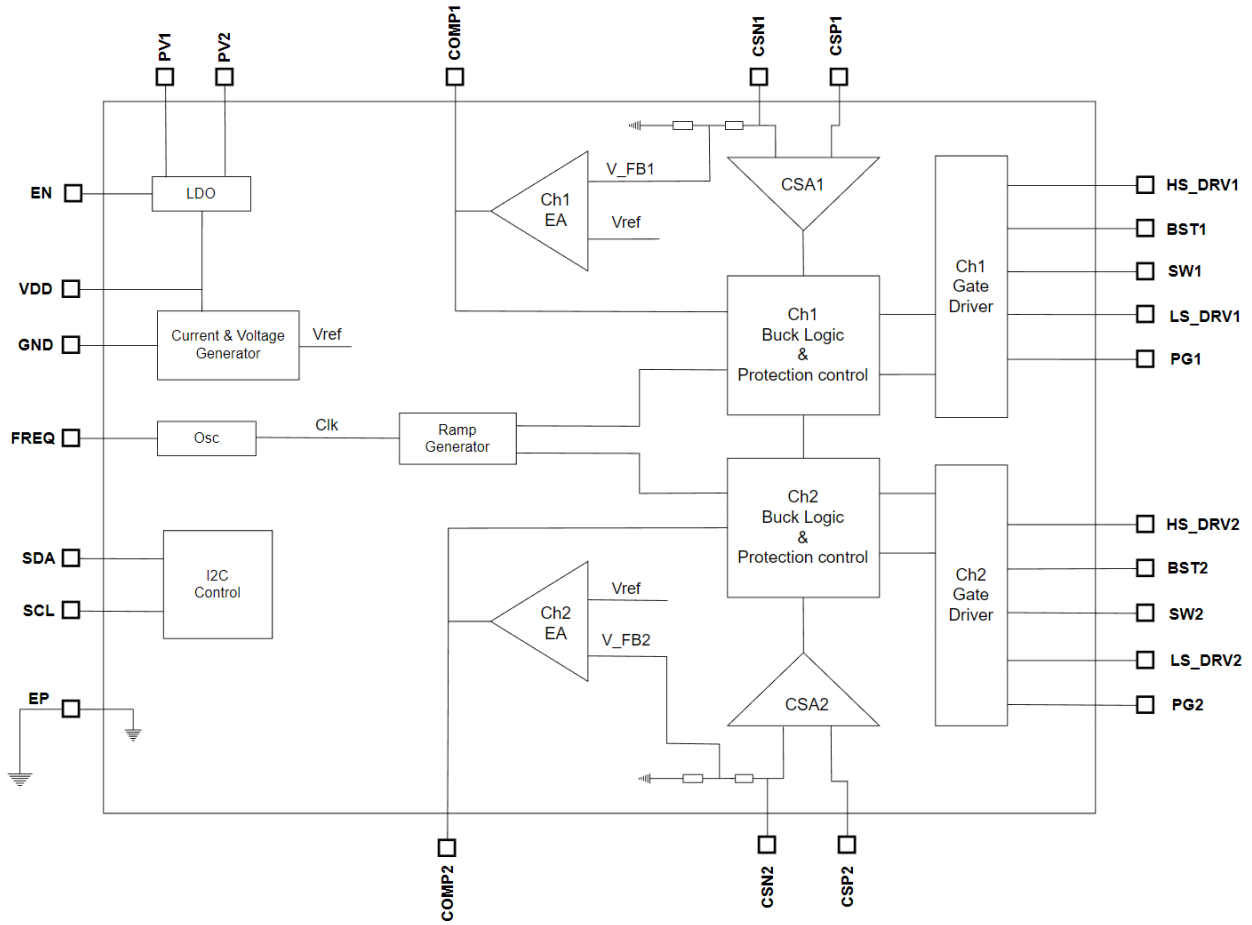 PV1
PV2
COMP1
CSN1
CSP1
EN
LDO
VDD
GND
Current & Voltage
Generator
Vref
FREQ
Osc
Clk
Ramp
Generator
SDA
SCL
I2C
Control
EP
Ch1
EA
V_FB1
Vref
CSA1
Ch1
Buck Logic
&
Protection control
Ch1
Gate
Driver
HS_DRV1
BST1
SW1
LS_DRV1
PG1
Ch2
Buck Logic
&
Protection control
Ch2
EA
Vref
V_FB2
CSA2
Ch2
Gate
Driver
HS_DRV2
BST2
SW2
LS_DRV2
PG2
COMP2
CSN2
CSP2